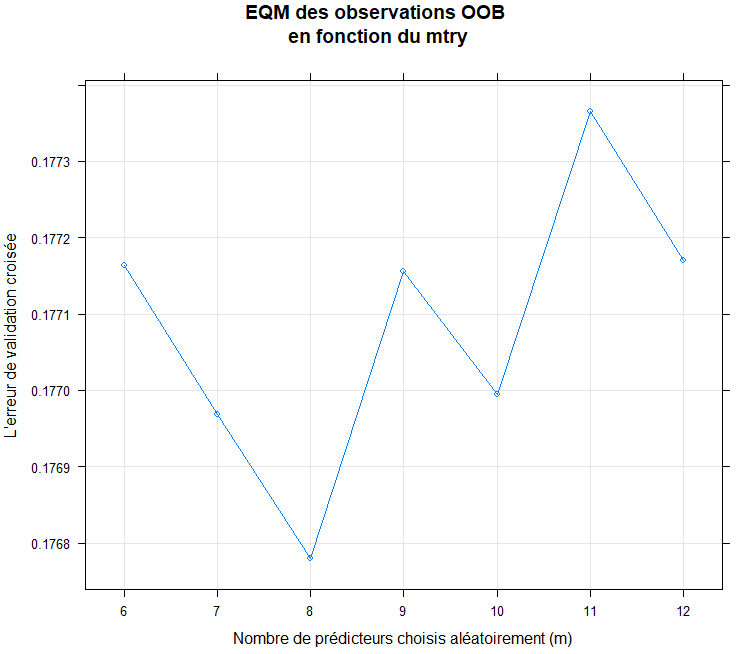 EQM des observations OOB
en fonction du mtry
L'erreur de validation croisée
0.1773
0.1772
0.1771
0.1770
0.1769
0.1768
6 7 8 9 10 11 12
Nombre de prédicteurs choisis aléatoirement (m)